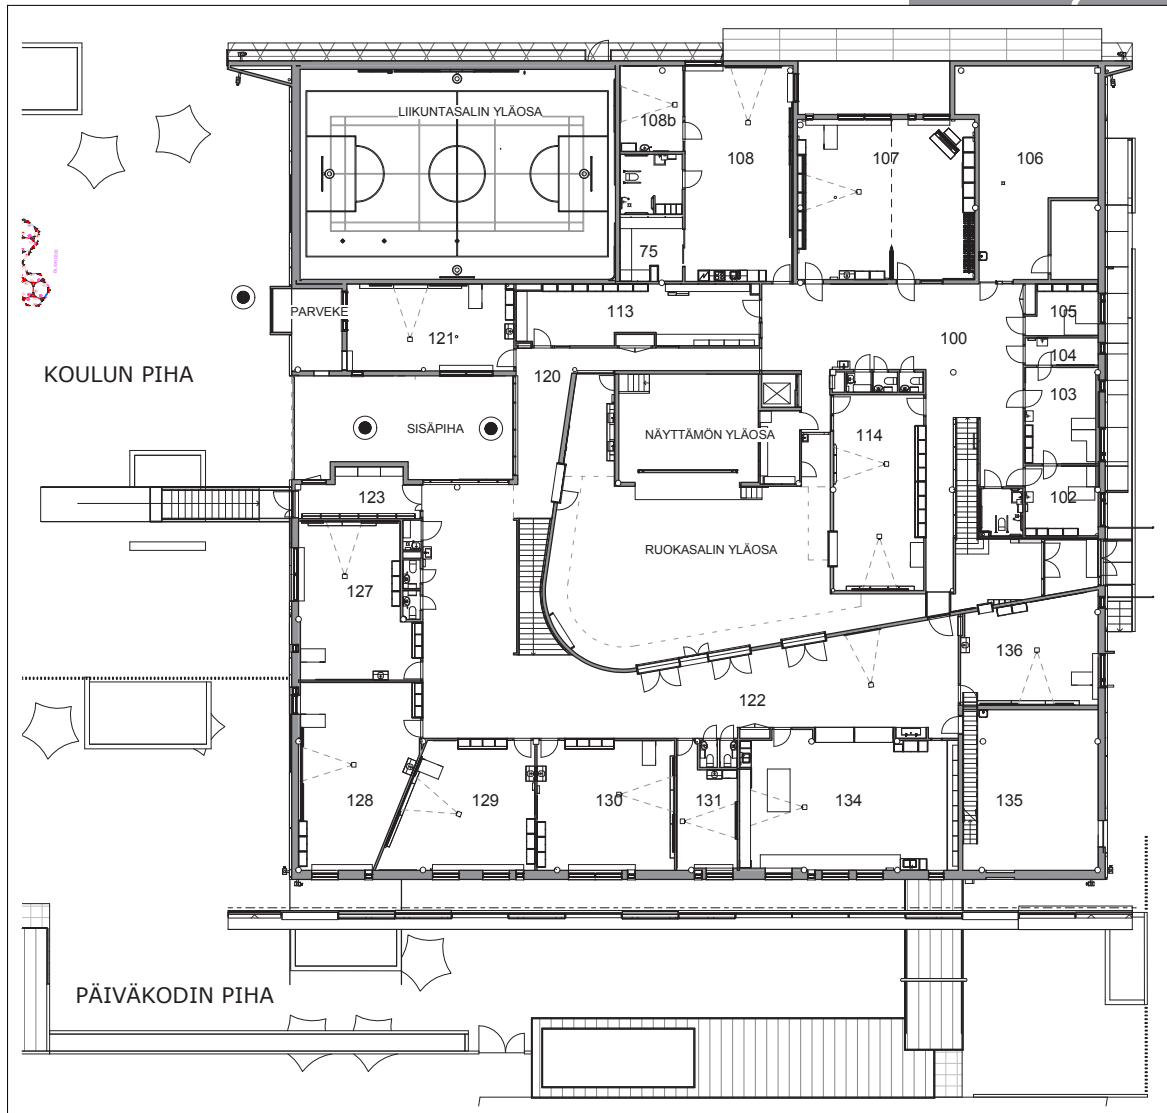 LIIKUNTASALIN YLÄOSA
108b
108
107
106
75
PARVEKE
121
113
100
105
104
103
102
KOULUN PIHA
120
SISÄPIHA
NÄYTTÄMÖN YLÄOSA
114
123
RUOKASALIN YLÄOSA
127
136
122
128
129
130
131
134
135
PÄIVÄKODIN PIHA